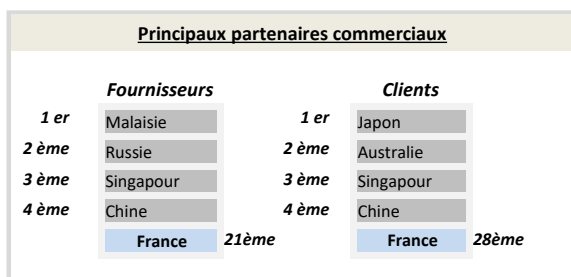 Principaux partenaires commerciaux
Fournisseurs Clients
1 er Malaisie 1 er Japon
2 ème Russie 2 ème Australie
3 ème Singapour 3 ème Singapour
4 ème Chine 4 ème Chine
France 21ème France 28ème